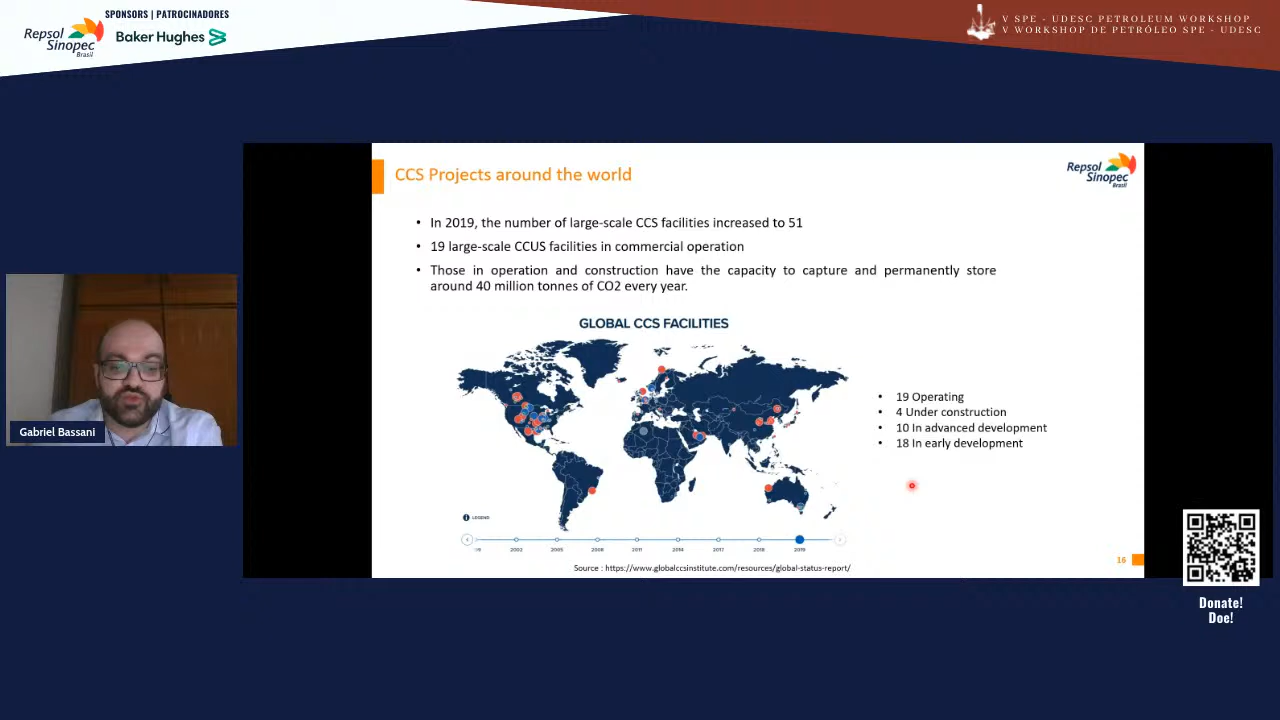 SPONSORS | PATROCINADORES
Repsol
Sinopec
Brasil
Baker Hughes
V SPE - UDESC PETROLEUM WORKSHOP
V WORKSHOP DE PETRÓLEO SPE - UDESC
CCS Projects around the world
Repsol
Sinopec
Brasil
• In 2019, the number of large-scale CCS facilities increased to 51
• 19 large-scale CCUS facilities in commercial operation
• Those in operation and construction have the capacity to capture and permanently store
around 40 million tonnes of CO2 every year.
GLOBAL CCS FACILITIES
• 19 Operating
• 4 Under construction
• 10 In advanced development
• 18 In early development
LEGEND
2002 2005 2008 2011 2014 2017 2018 2019
Source : https://www.globalccsinstitute.com/resources/global-status-report/
16
Gabriel Bassani
Donate!
Doe!